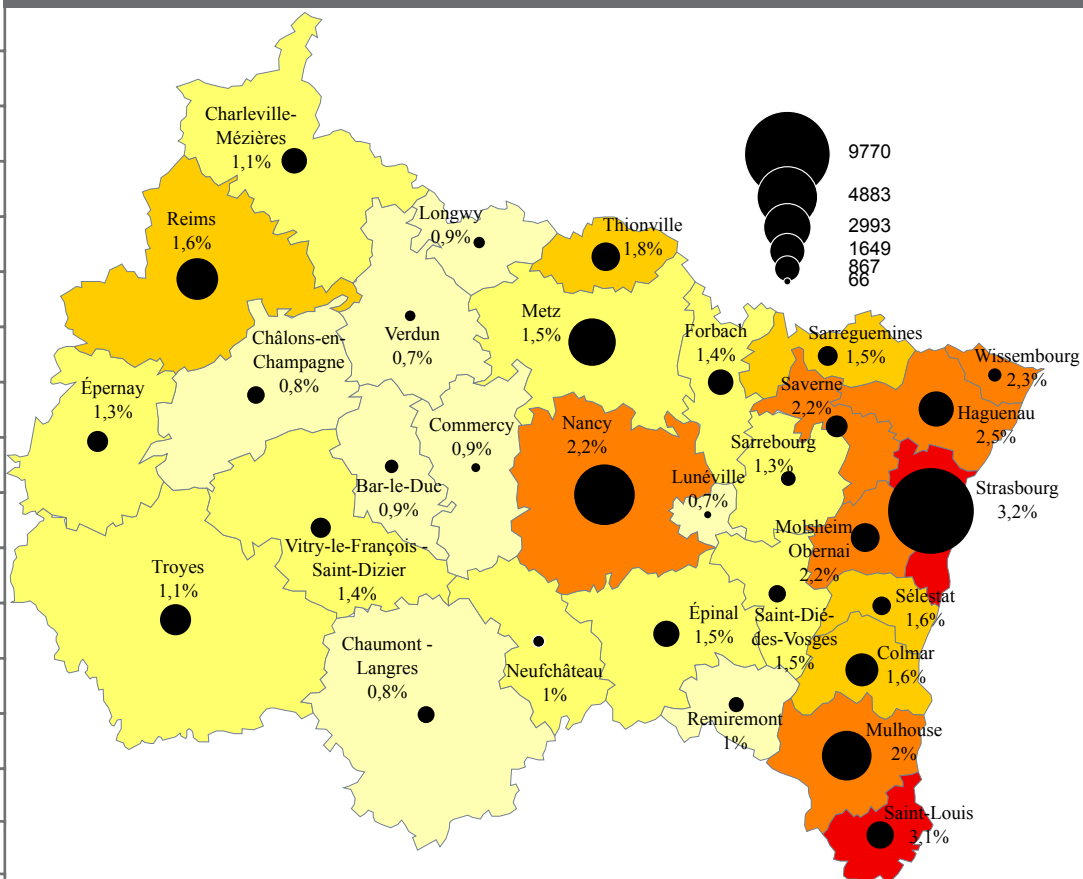 Charleville-
Mézières
1,1%
Reims
1,6%
Longwy
0,9%
Thionville
1,8%
9770
4883
2993
1649
867
66
Metz
1,5%
Verdun
0,7%
Châlons-en-
Champagne
0,8%
Épernay
1,3%
Forbach
1,4%
Sarreguemines
1,5%
Wissembourg
2,3%
Saverne
2,2%
Haguenau
2,5%
Commercy
0,9%
Nancy
2,2%
Sarrebourg
1,3%
Lunéville
0,7%
Bar-le-Duc
0,9%
Strasbourg
3,2%
Molsheim
Obernai
2,2%
Vitry-le-François -
Saint-Dizier
1,4%
Troyes
1,1%
Sélestat
1,6%
Épinal
1,5%
Saint-Dié-
des-Vosges
1,5%
Chaumont -
Langres
0,8%
Neufchâteau
1%
Colmar
1,6%
Remiremont
1%
Mulhouse
2%
Saint-Louis
3,1%